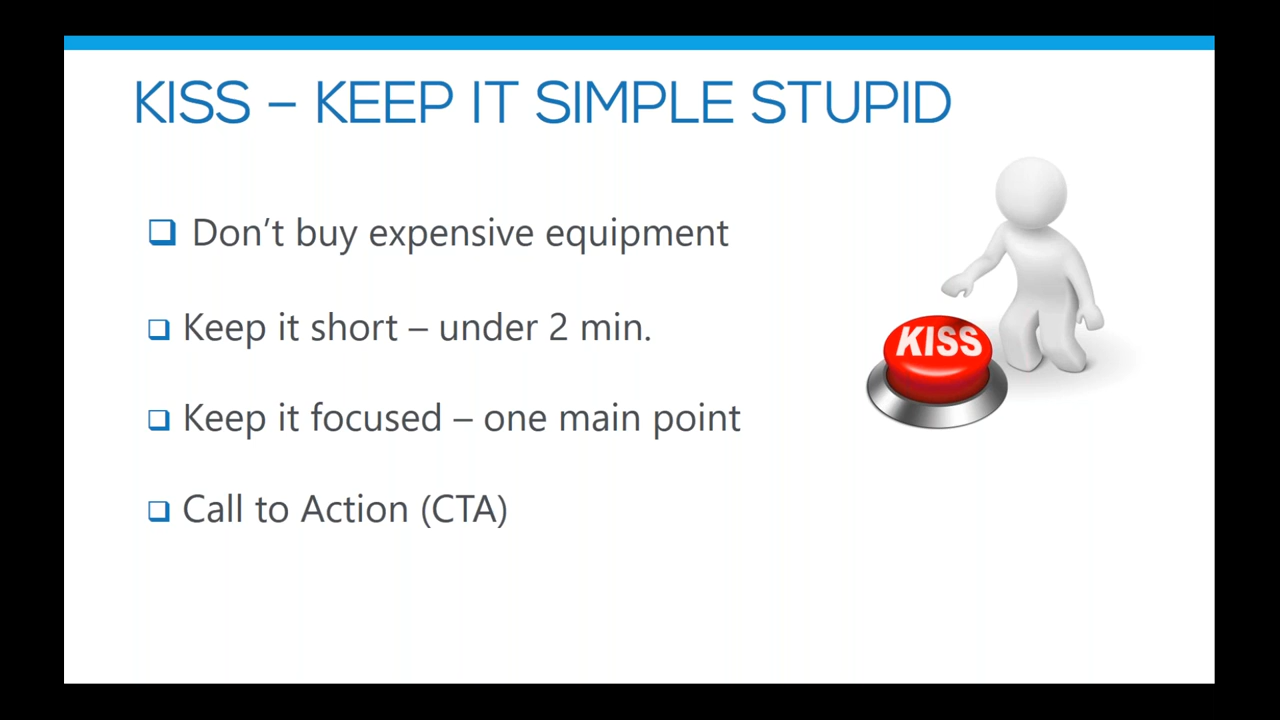 KISS – KEEP IT SIMPLE STUPID
Don’t buy expensive equipment
Keep it short – under 2 min.
Keep it focused – one main point
Call to Action (CTA)
KISS